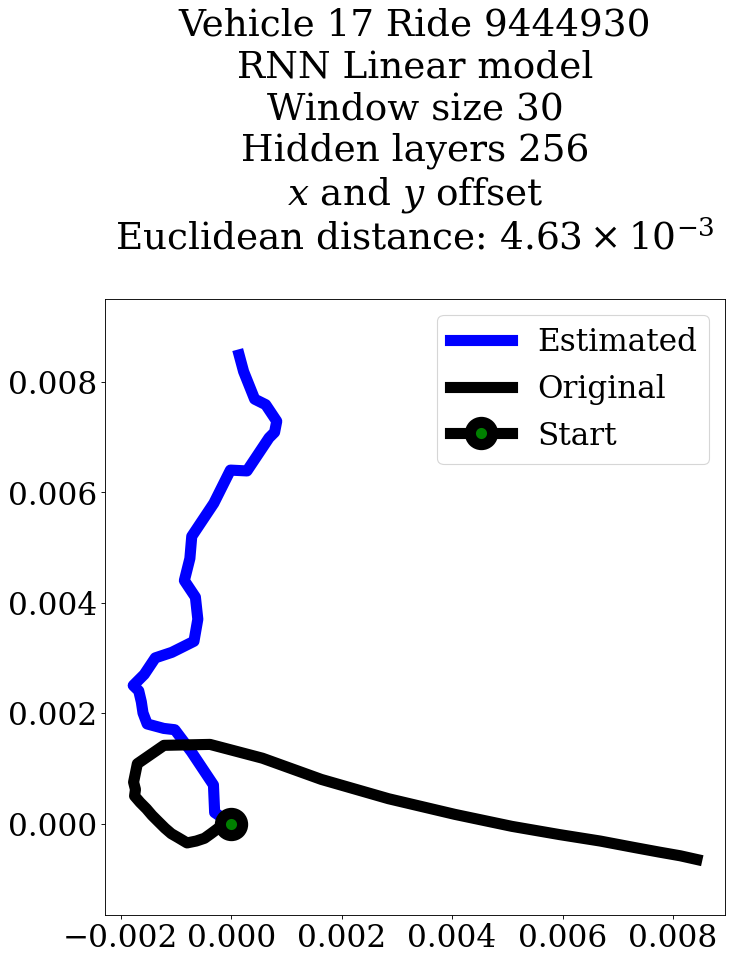 Vehicle 17 Ride 9444930
RNN Linear model
Window size 30
Hidden layers 256
x and y offset
Euclidean distance: 4.63 × 10⁻³
Estimated
Original
Start
0.008
0.006
0.004
0.002
0.000
−0.002 0.000 0.002 0.004 0.006 0.008